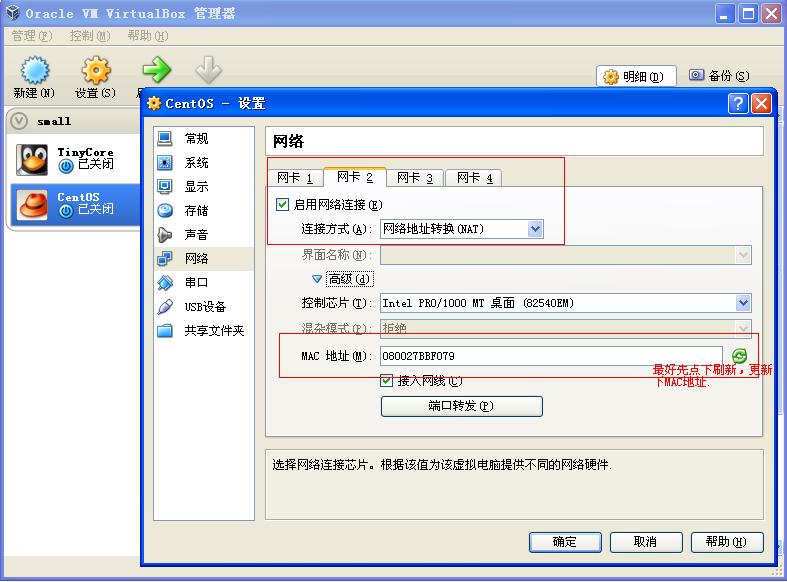 Oracle VM VirtualBox 管理器
管理(F) 控制(M) 帮助(H)
新建(N) 设置(S)
明细(D) 备份(S)
small
TinyCore
已关闭
CentOS
已关闭
CentOS - 设置
常规
系统
显示
存储
声音
网络
串口
USB设备
共享文件夹
网络
网卡 1 网卡 2 网卡 3 网卡 4
启用网络连接(E)
连接方式(A): 网络地址转换(NAT)
界面名称(N):
高级(d)
控制芯片(T): Intel PRO/1000 MT 桌面 (82540EM)
混杂模式(P): 拒绝
MAC 地址(M): 080027BBF079
最好先点下刷新，更新
下MAC地址.
接入网线(C)
端口转发(P)
选择网络连接芯片。根据该值为该虚拟电脑提供不同的网络硬件.
确定 取消 帮助(H)